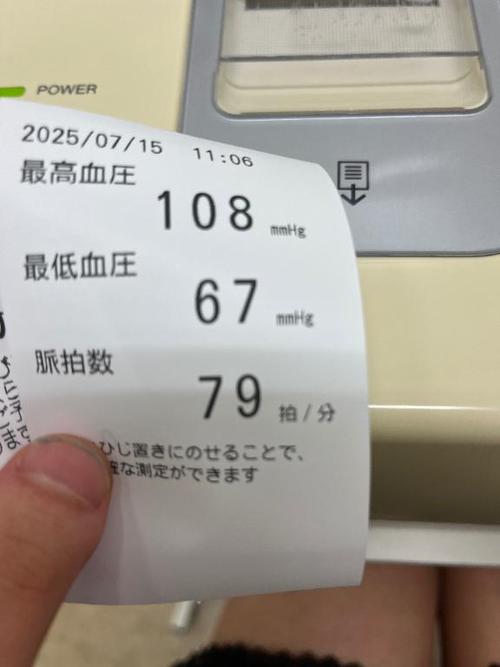 POWER
2025/07/15 11:06
最高血圧
108 mmHg
最低血圧
67 mmHg
脈拍数
79 拍/分
ひじ置きにのせることで、
な測定ができます